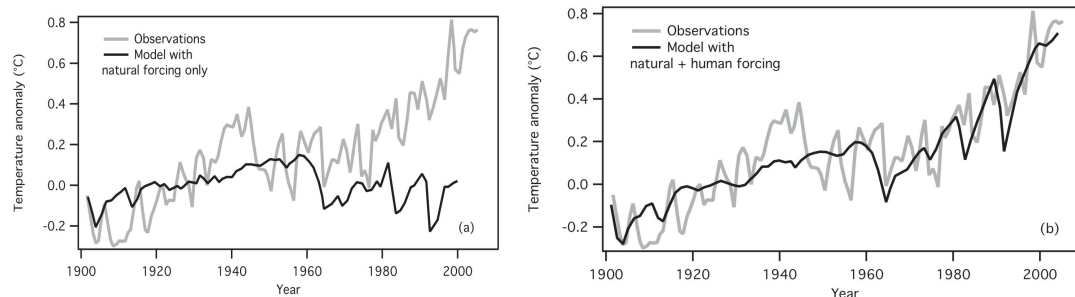 0.8
0.6
0.4
0.2
0.0
-0.2
Temperature anomaly (°C)
Observations
Model with
natural forcing only
(a)
1900 1920 1940 1960 1980 2000
Year
0.8
0.6
0.4
0.2
0.0
-0.2
Temperature anomaly (°C)
Observations
Model with
natural + human forcing
(b)
1900 1920 1940 1960 1980 2000
Year